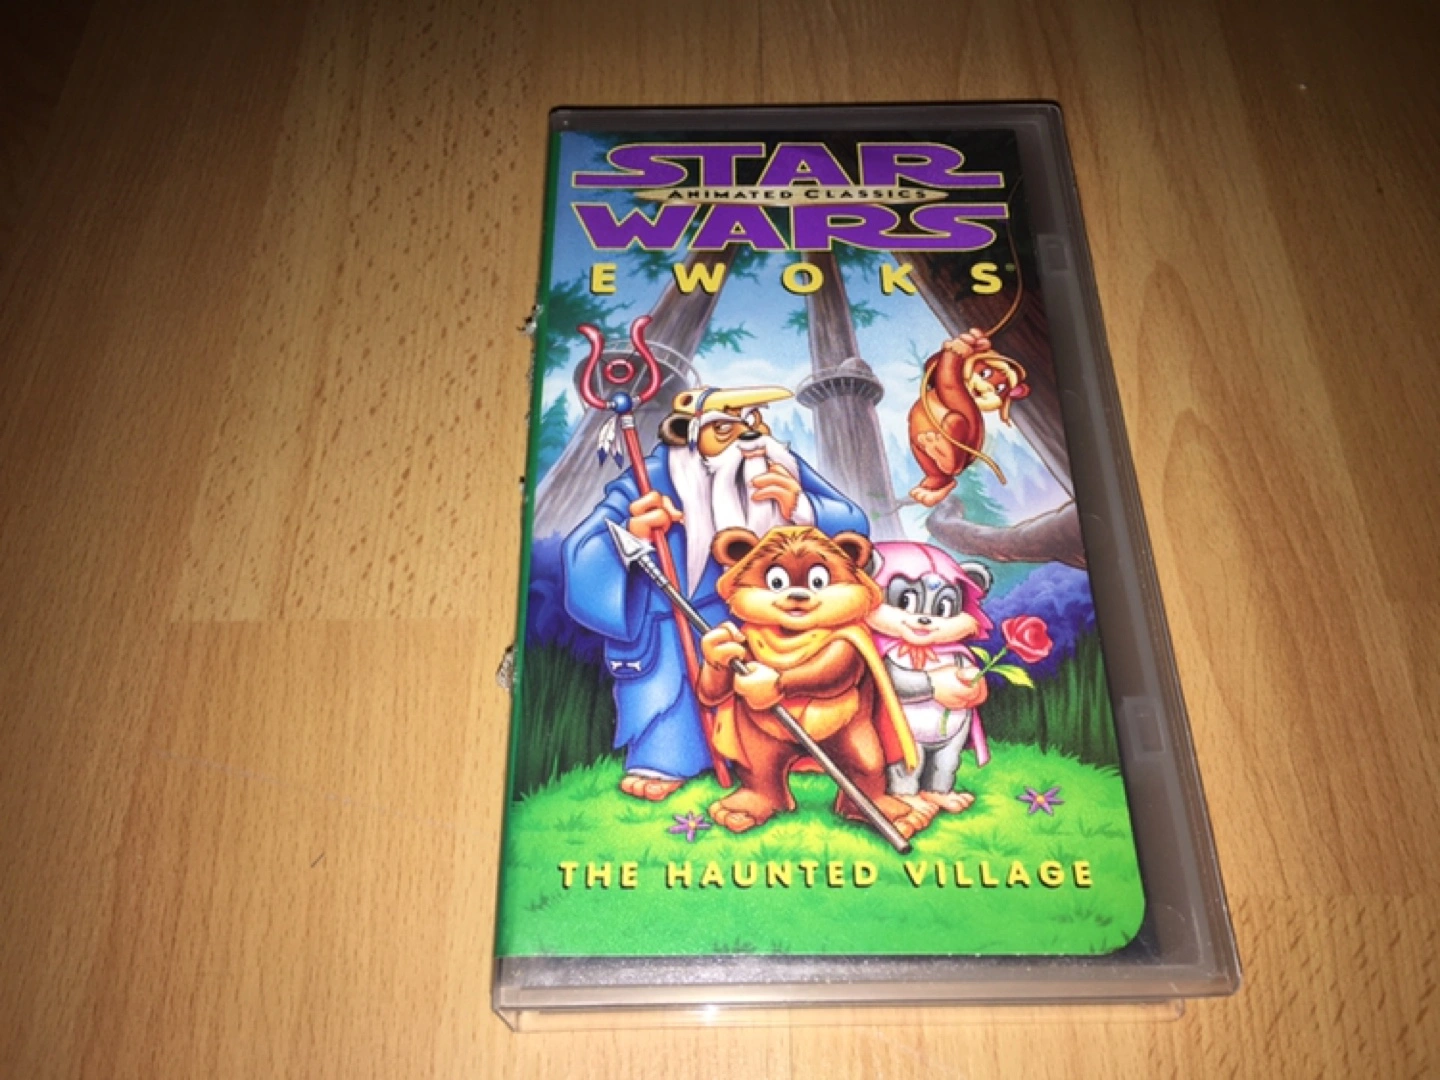 STAR
ANIMATED CLASSICS
WARS
EWOKS®
THE HAUNTED VILLAGE